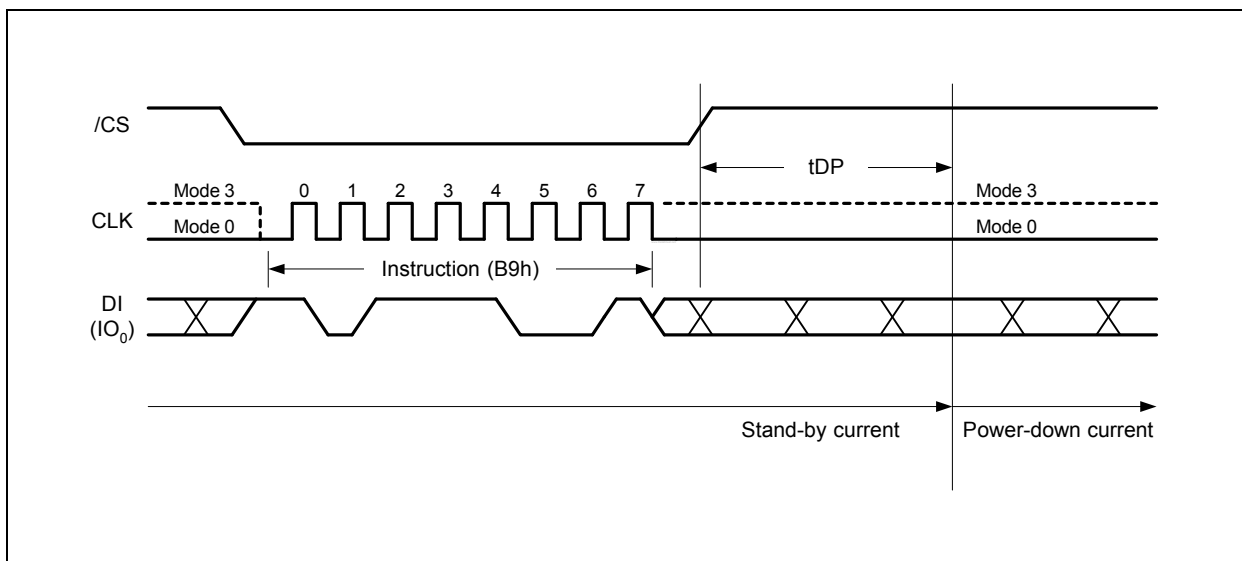 /CS
tDP
Mode 3 0 1 2 3 4 5 6 7 Mode 3
CLK
Mode 0 Mode 0
Instruction (B9h)
DI
(IO0)
Stand-by current Power-down current